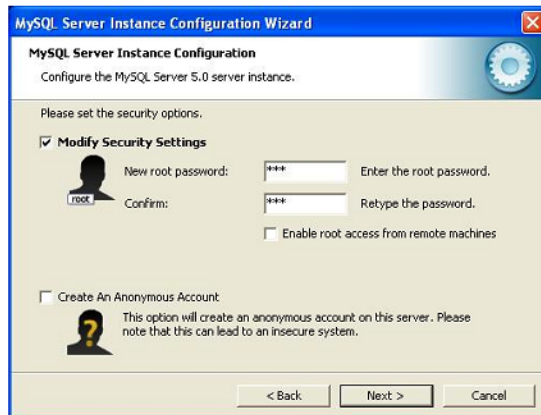 MySQL Server Instance Configuration Wizard
MySQL Server Instance Configuration
Configure the MySQL Server 5.0 server instance.
Please set the security options.
Modify Security Settings
root
New root password:
***
Enter the root password.
Confirm:
***
Retype the password.
Enable root access from remote machines
Create An Anonymous Account
?
This option will create an anonymous account on this server. Please
note that this can lead to an insecure system.
< Back
Next >
Cancel